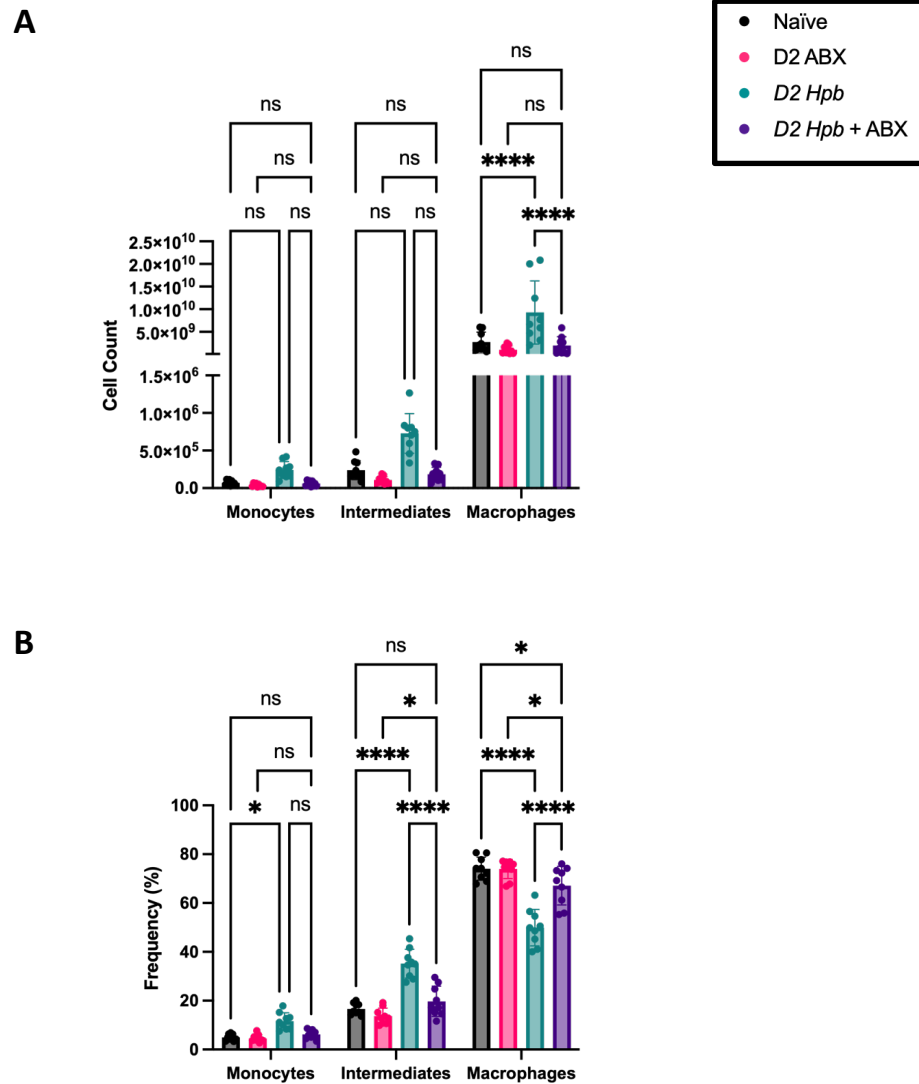 A
Naïve
D2 ABX
D2 Hpb
D2 Hpb + ABX
ns
ns ns ns
ns ns ****
ns ns ns ns ****
Cell Count
2.5×10¹⁰
2.0×10¹⁰
1.5×10¹⁰
1.0×10¹⁰
5.0×10⁹
1.5×10⁶
1.0×10⁶
5.0×10⁵
0.0
Monocytes Intermediates Macrophages
B
ns *
ns * *
ns **** ****
* ns **** ****
Frequency (%)
100
80
60
40
20
0
Monocytes Intermediates Macrophages